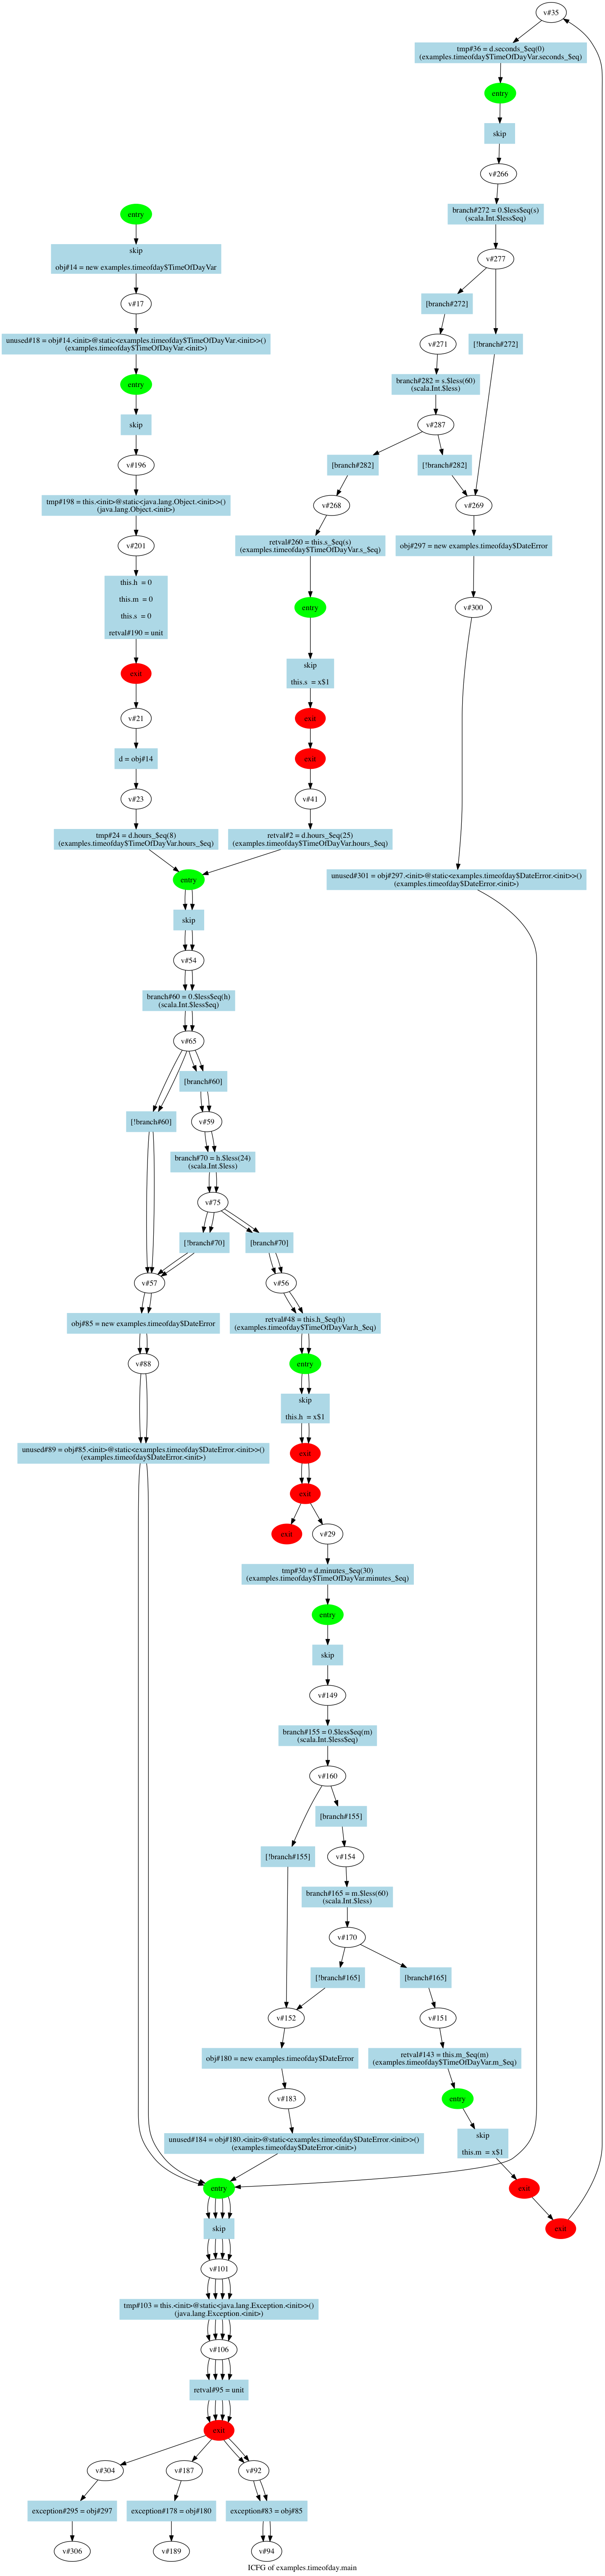 v#35
tmp#36 = d.seconds_$eq(0)
(examples.timeofday$TimeOfDayVar.seconds_$eq)
entry
skip
v#266
branch#272 = 0.$less$eq(s)
(scala.Int.$less$eq)
entry
skip
obj#14 = new examples.timeofday$TimeOfDayVar
v#277
[branch#272]
v#17
unused#18 = obj#14.<init>@static<examples.timeofday$TimeOfDayVar.<init>>()
(examples.timeofday$TimeOfDayVar.<init>)
v#271
[!branch#272]
entry
branch#282 = s.$less(60)
(scala.Int.$less)
skip
v#287
v#196
[branch#282]
[!branch#282]
tmp#198 = this.<init>@static<java.lang.Object.<init>>()
(java.lang.Object.<init>)
v#268
v#269
v#201
retval#260 = this.s_$eq(s)
(examples.timeofday$TimeOfDayVar.s_$eq)
obj#297 = new examples.timeofday$DateError
this.h  = 0
this.m  = 0
this.s  = 0
retval#190 = unit
entry
v#300
exit
skip
this.s  = x$1
v#21
exit
d = obj#14
exit
v#23
v#41
tmp#24 = d.hours_$eq(8)
(examples.timeofday$TimeOfDayVar.hours_$eq)
retval#2 = d.hours_$eq(25)
(examples.timeofday$TimeOfDayVar.hours_$eq)
entry
unused#301 = obj#297.<init>@static<examples.timeofday$DateError.<init>>()
(examples.timeofday$DateError.<init>)
skip
v#54
branch#60 = 0.$less$eq(h)
(scala.Int.$less$eq)
v#65
[branch#60]
[!branch#60]
v#59
branch#70 = h.$less(24)
(scala.Int.$less)
v#75
[!branch#70]
[branch#70]
v#57
v#56
obj#85 = new examples.timeofday$DateError
retval#48 = this.h_$eq(h)
(examples.timeofday$TimeOfDayVar.h_$eq)
v#88
entry
skip
this.h  = x$1
unused#89 = obj#85.<init>@static<examples.timeofday$DateError.<init>>()
(examples.timeofday$DateError.<init>)
exit
exit
exit
v#29
tmp#30 = d.minutes_$eq(30)
(examples.timeofday$TimeOfDayVar.minutes_$eq)
entry
skip
v#149
branch#155 = 0.$less$eq(m)
(scala.Int.$less$eq)
v#160
[branch#155]
[!branch#155]
v#154
branch#165 = m.$less(60)
(scala.Int.$less)
v#170
[!branch#165]
[branch#165]
v#152
v#151
obj#180 = new examples.timeofday$DateError
retval#143 = this.m_$eq(m)
(examples.timeofday$TimeOfDayVar.m_$eq)
v#183
entry
unused#184 = obj#180.<init>@static<examples.timeofday$DateError.<init>>()
(examples.timeofday$DateError.<init>)
skip
this.m  = x$1
entry
exit
skip
exit
v#101
tmp#103 = this.<init>@static<java.lang.Exception.<init>>()
(java.lang.Exception.<init>)
v#106
retval#95 = unit
exit
v#304
v#187
v#92
exception#295 = obj#297
exception#178 = obj#180
exception#83 = obj#85
v#306
v#189
v#94
ICFG of examples.timeofday.main